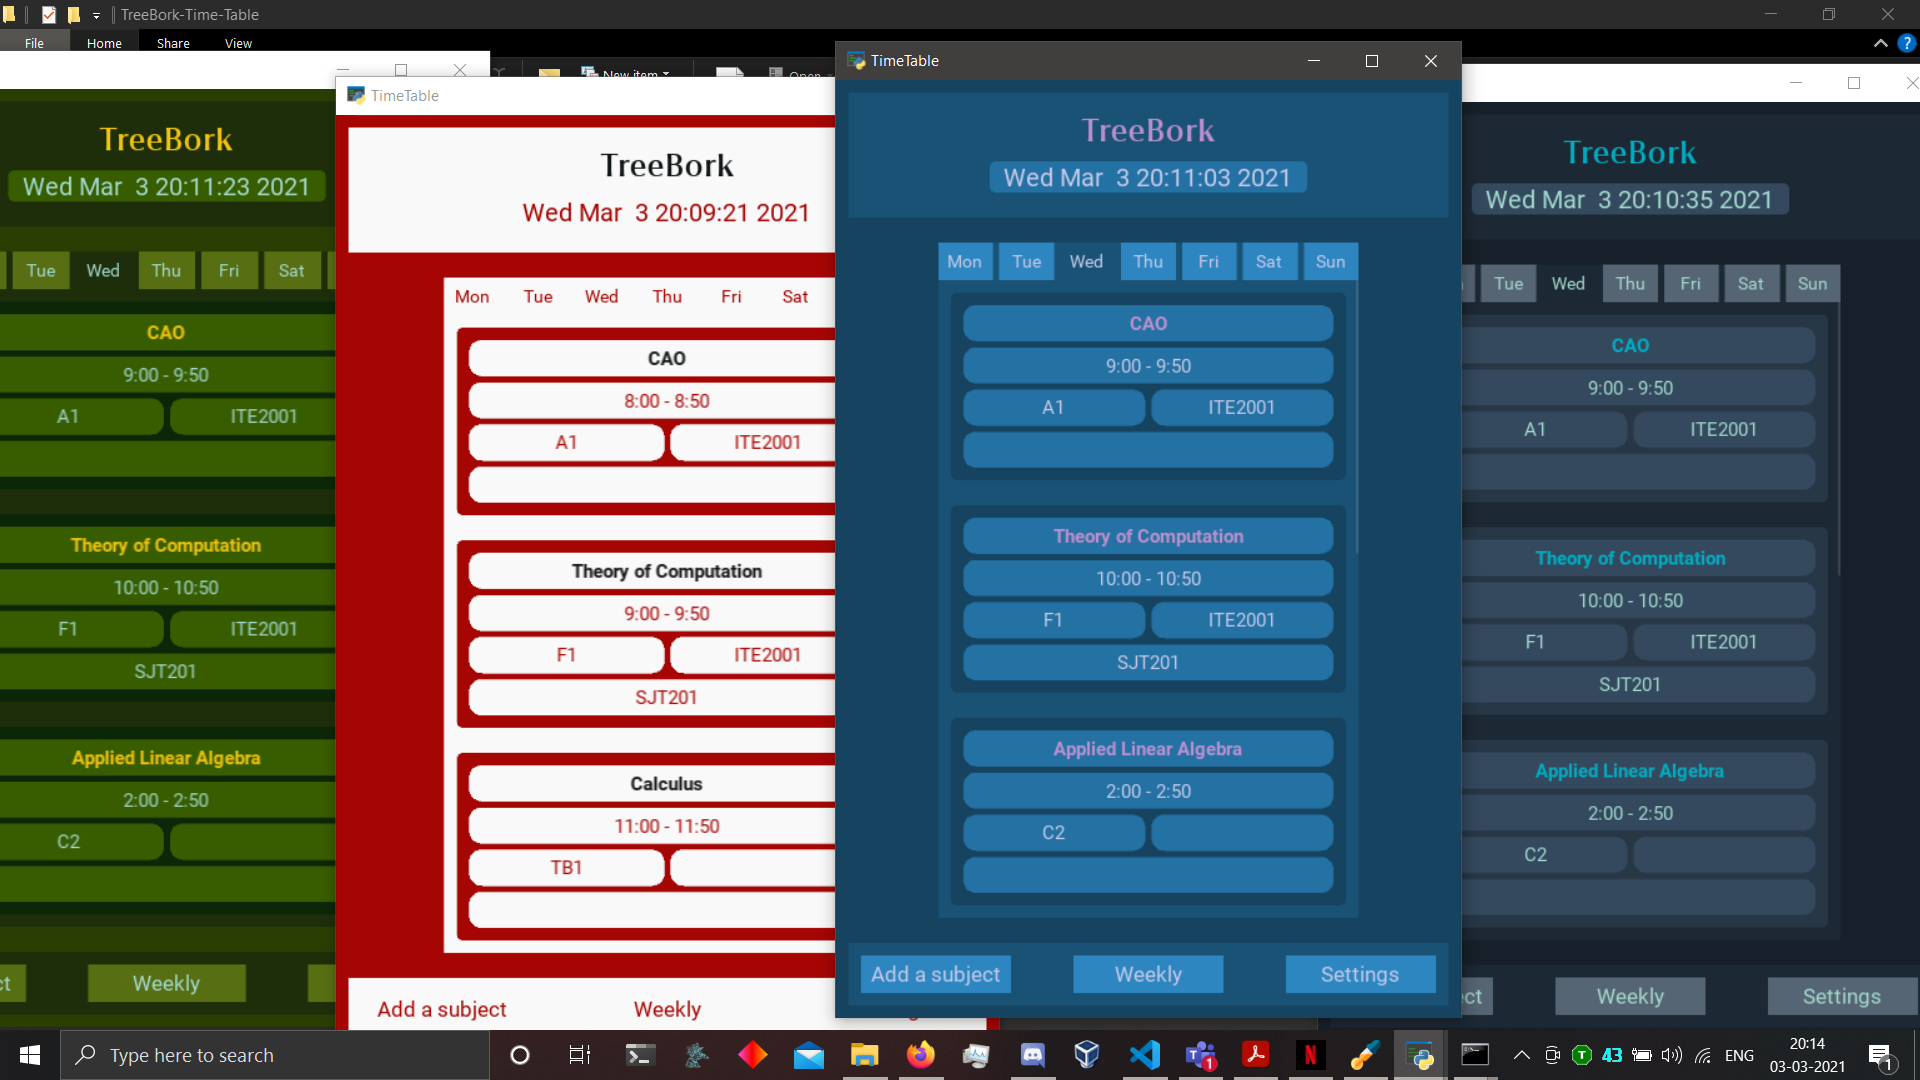 TreeBork-Time-Table
File Home Share View
New item Open
TreeBork
Wed Mar 3 20:11:23 2021
Tue Wed Thu Fri Sat
CAO
9:00 - 9:50
A1 ITE2001
Theory of Computation
10:00 - 10:50
F1 ITE2001
SJT201
Applied Linear Algebra
2:00 - 2:50
C2
ct Weekly
TimeTable
TreeBork
Wed Mar 3 20:09:21 2021
Mon Tue Wed Thu Fri Sat
CAO
8:00 - 8:50
A1 ITE2001
Theory of Computation
9:00 - 9:50
F1 ITE2001
SJT201
Calculus
11:00 - 11:50
TB1
Add a subject Weekly
TimeTable
TreeBork
Wed Mar 3 20:11:03 2021
Mon Tue Wed Thu Fri Sat Sun
CAO
9:00 - 9:50
A1 ITE2001
Theory of Computation
10:00 - 10:50
F1 ITE2001
SJT201
Applied Linear Algebra
2:00 - 2:50
C2
Add a subject Weekly Settings
TreeBork
Wed Mar 3 20:10:35 2021
Tue Wed Thu Fri Sat Sun
CAO
9:00 - 9:50
A1 ITE2001
Theory of Computation
10:00 - 10:50
F1 ITE2001
SJT201
Applied Linear Algebra
2:00 - 2:50
C2
ect Weekly Settings
Type here to search
1
N
T
43
ENG
20:14
03-03-2021
1